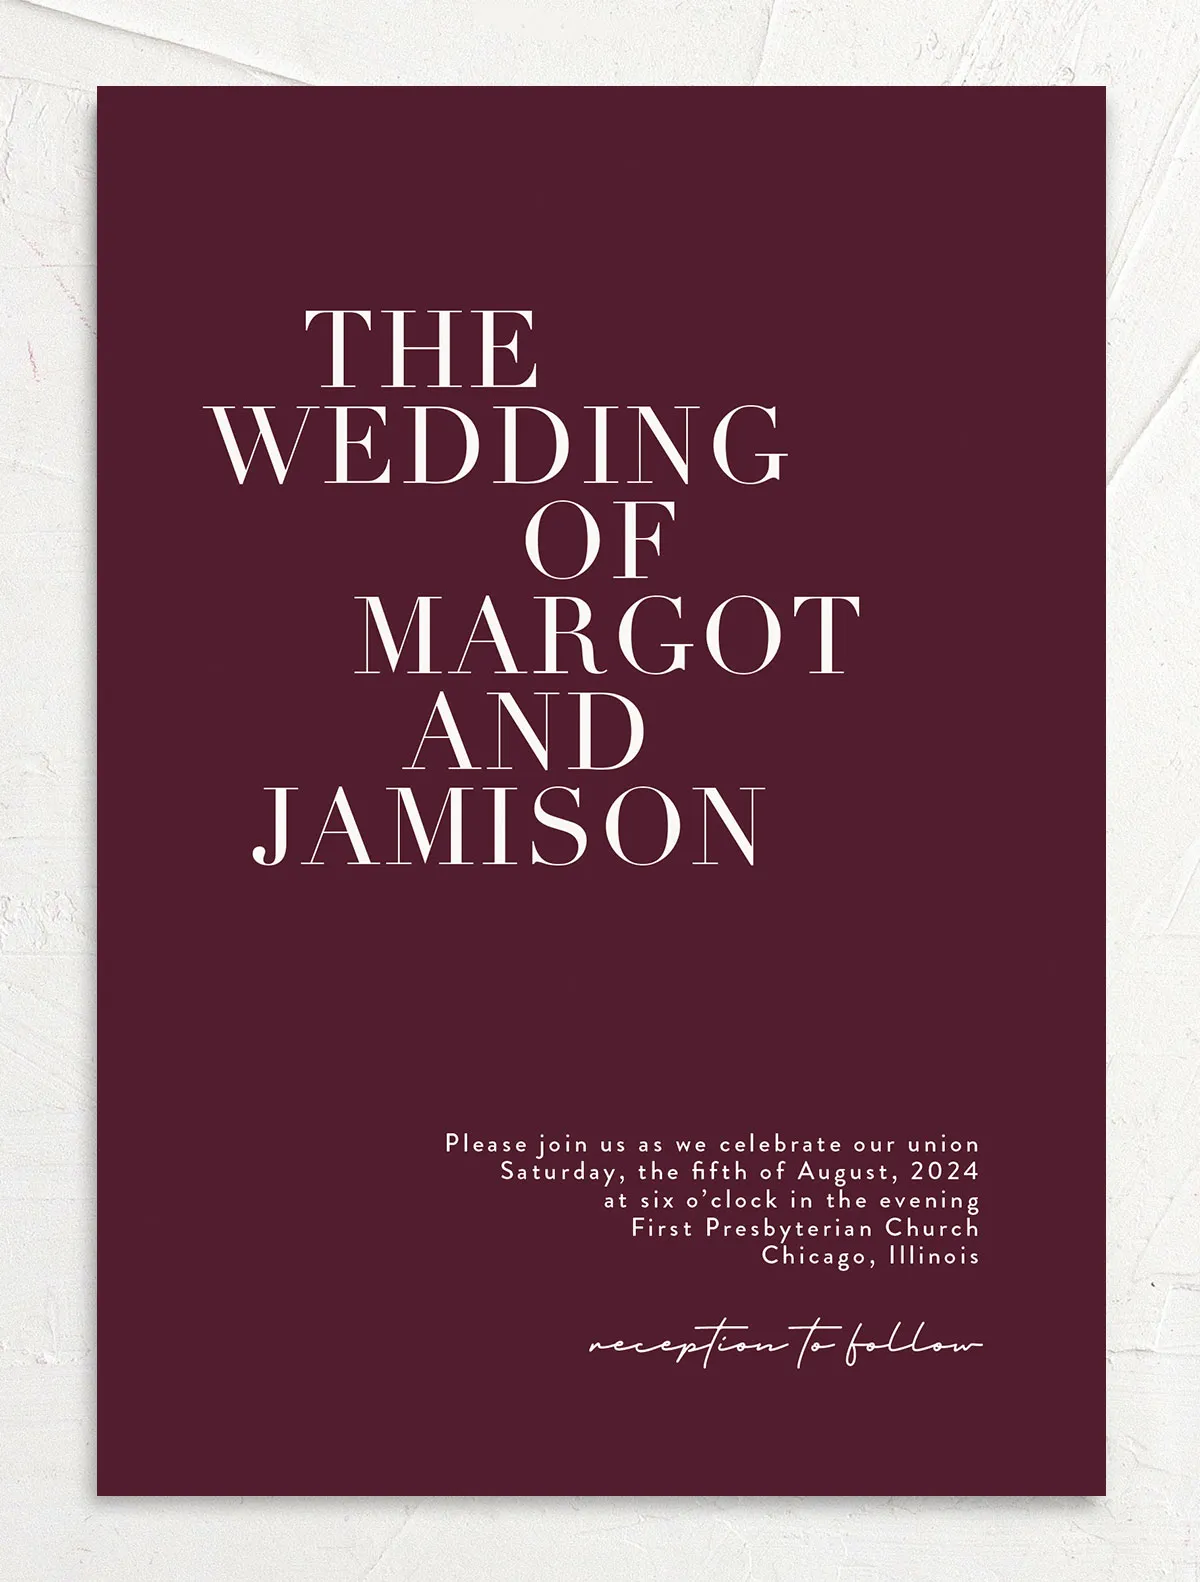 THE
WEDDING
OF
MARGOT
AND
JAMISON
Please join us as we celebrate our union
Saturday, the fifth of August, 2024
at six o’clock in the evening
First Presbyterian Church
Chicago, Illinois
reception to follow